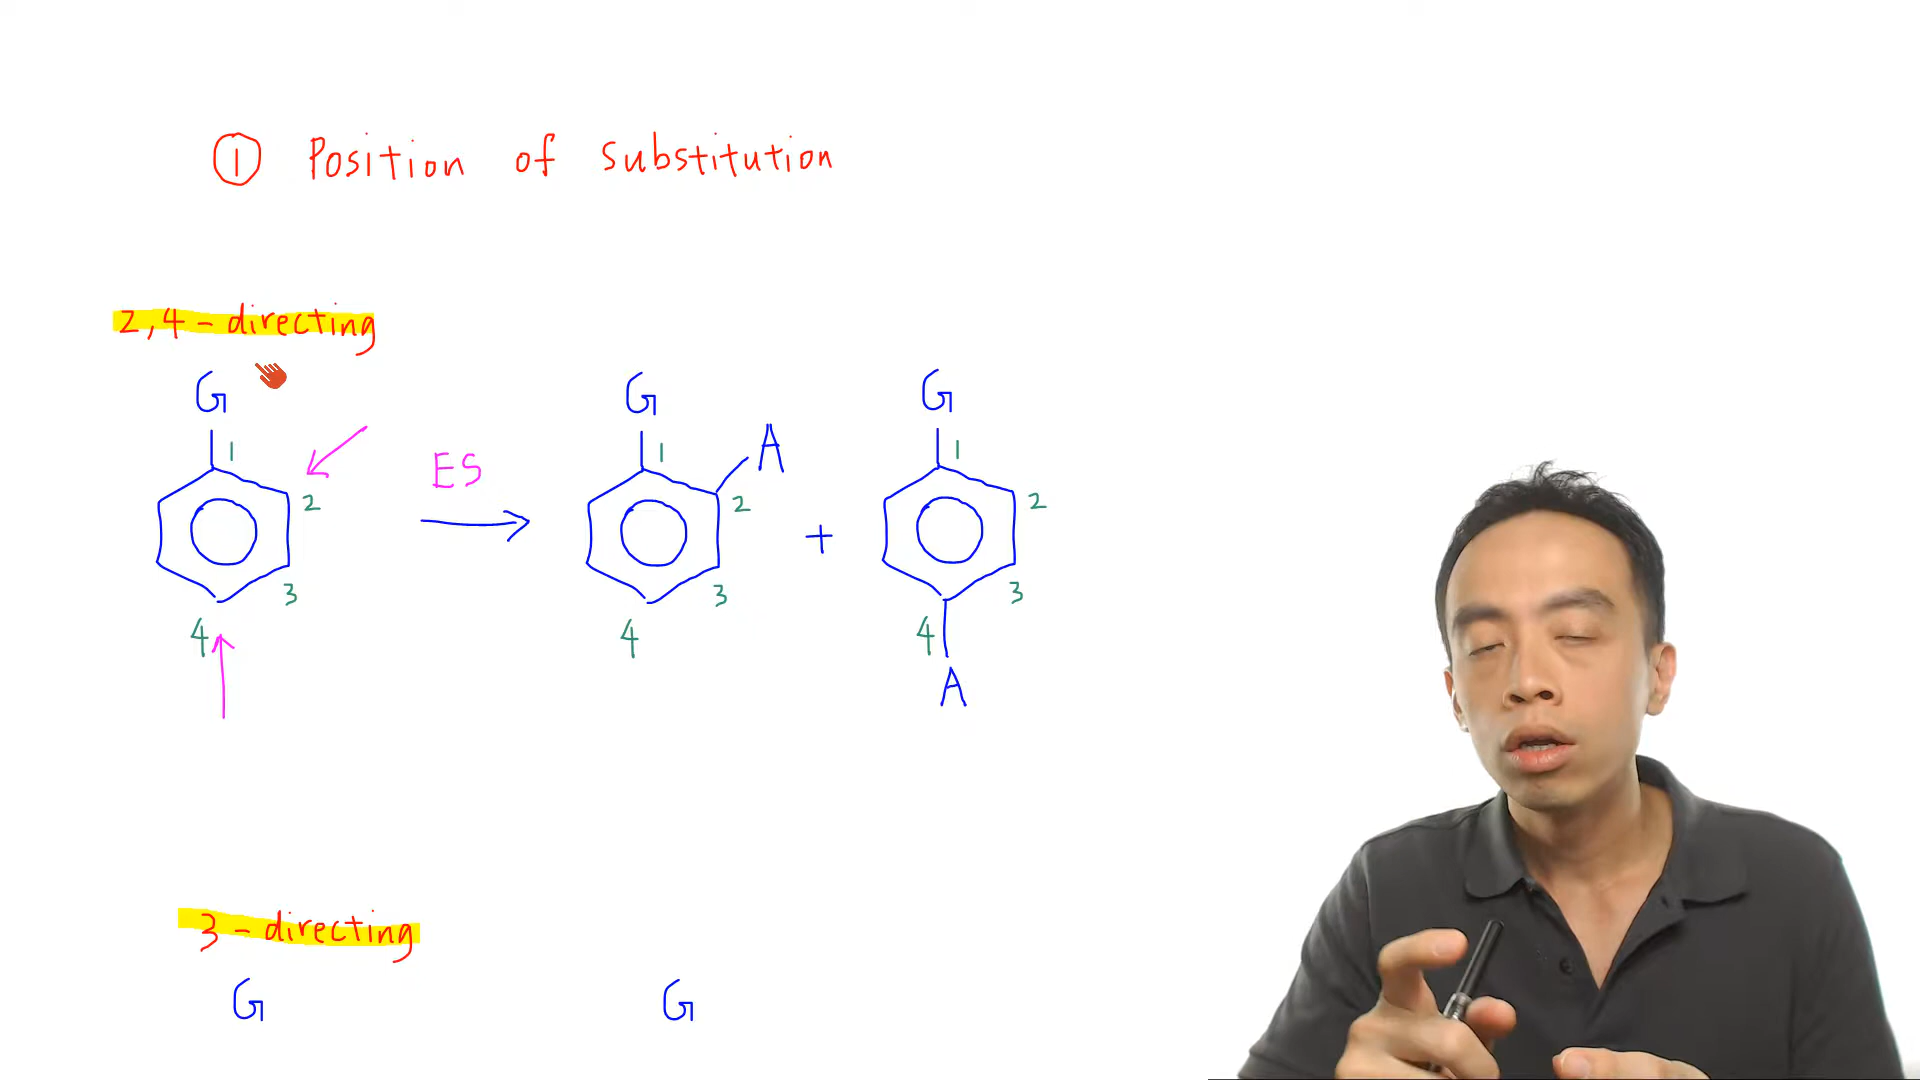 ① Position of substitution
2,4 - directing
G G G
1 1 A 1
ES
2 2 2
+
3 3 3
4 4 4
A
3 - directing
G G